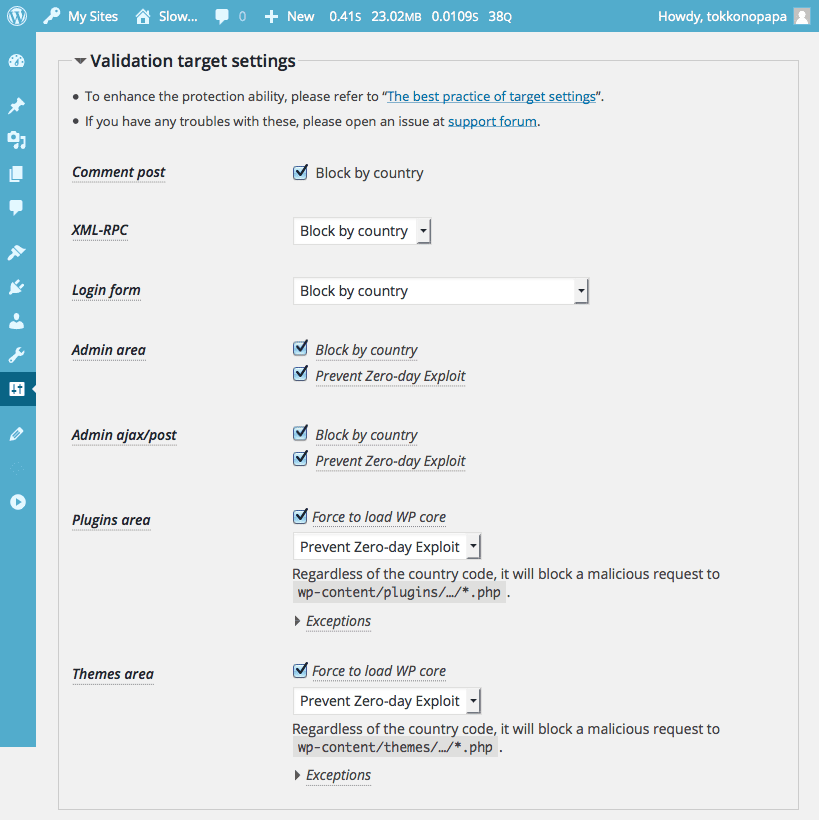 My Sites Slow... 0 New 0.41S 23.02MB 0.0109S 38Q Howdy, tokkonopapa
Validation target settings
To enhance the protection ability, please refer to “The best practice of target settings”.
If you have any troubles with these, please open an issue at support forum.
Comment post Block by country
XML-RPC Block by country
Login form Block by country
Admin area Block by country
Prevent Zero-day Exploit
Admin ajax/post Block by country
Prevent Zero-day Exploit
Plugins area Force to load WP core
Prevent Zero-day Exploit
Regardless of the country code, it will block a malicious request to
wp-content/plugins/…/*.php.
Exceptions
Themes area Force to load WP core
Prevent Zero-day Exploit
Regardless of the country code, it will block a malicious request to
wp-content/themes/…/*.php.
Exceptions